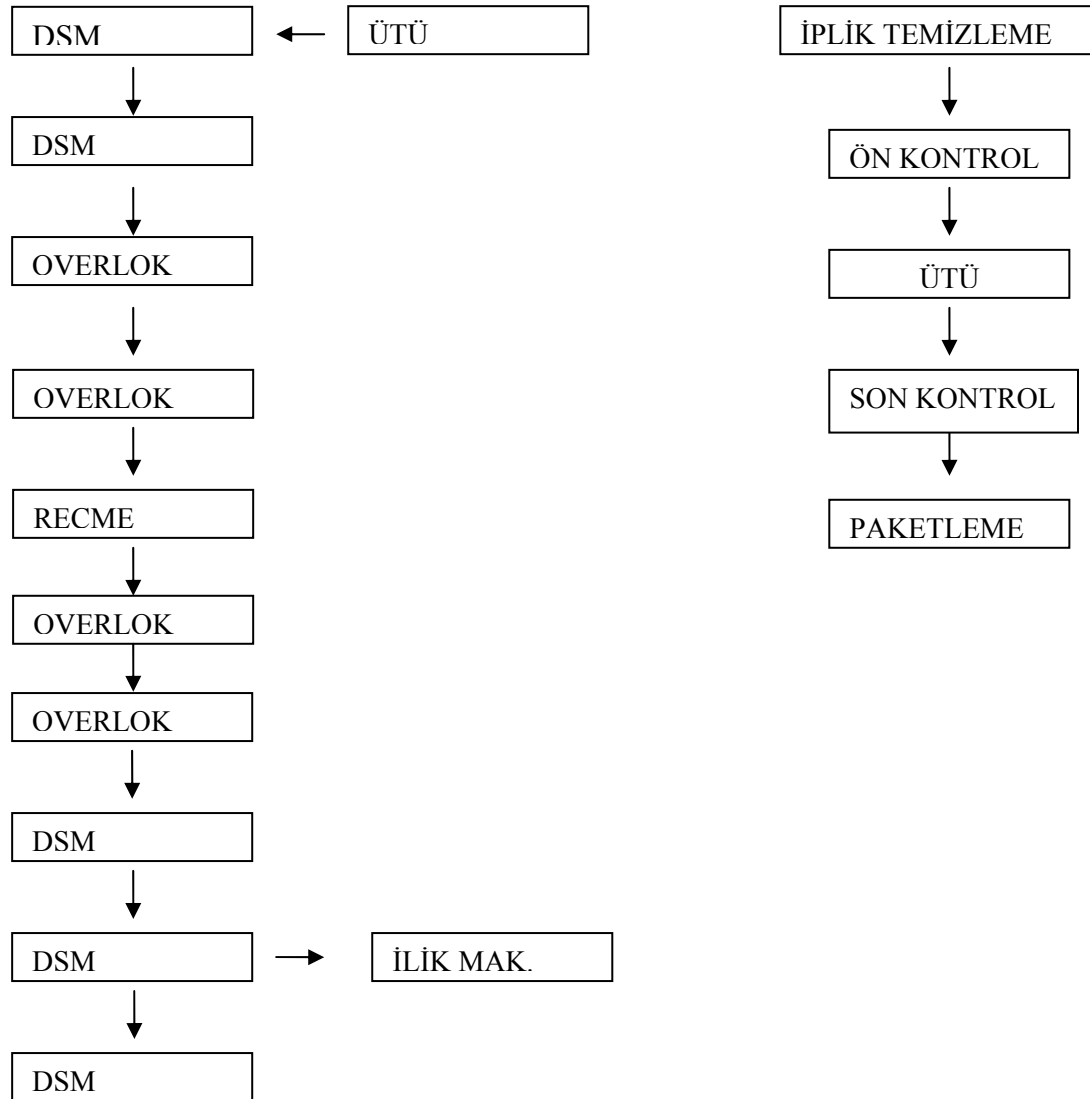 DSM
ÜTÜ
DSM
OVERLOK
OVERLOK
RECME
OVERLOK
OVERLOK
DSM
DSM
İLİK MAK.
DSM
İPLİK TEMİZLEME
ÖN KONTROL
ÜTÜ
SON KONTROL
PAKETLEME